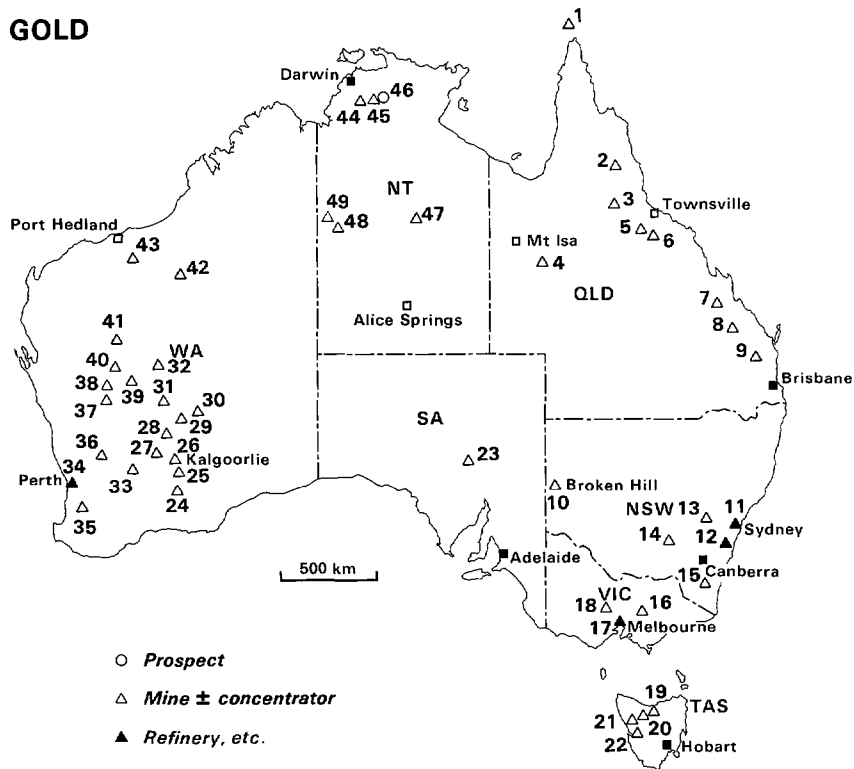 GOLD
1
Darwin
46
44 45
2
NT
49
48
47
3
Townsville
5
6
Port Hedland
43
42
Mt Isa
4
QLD
7
8
9
Alice Springs
Brisbane
41
WA
40
32
38
39
31
30
37
29
28
27
26
36
Kalgoorlie
25
34
Perth
33
24
35
SA
23
Broken Hill
10
NSW
13
11
Sydney
14
12
Adelaide
Canberra
15
500 km
VIC
18
16
17
Melbourne
Prospect
Mine ± concentrator
Refinery, etc.
19
TAS
21
20
22
Hobart